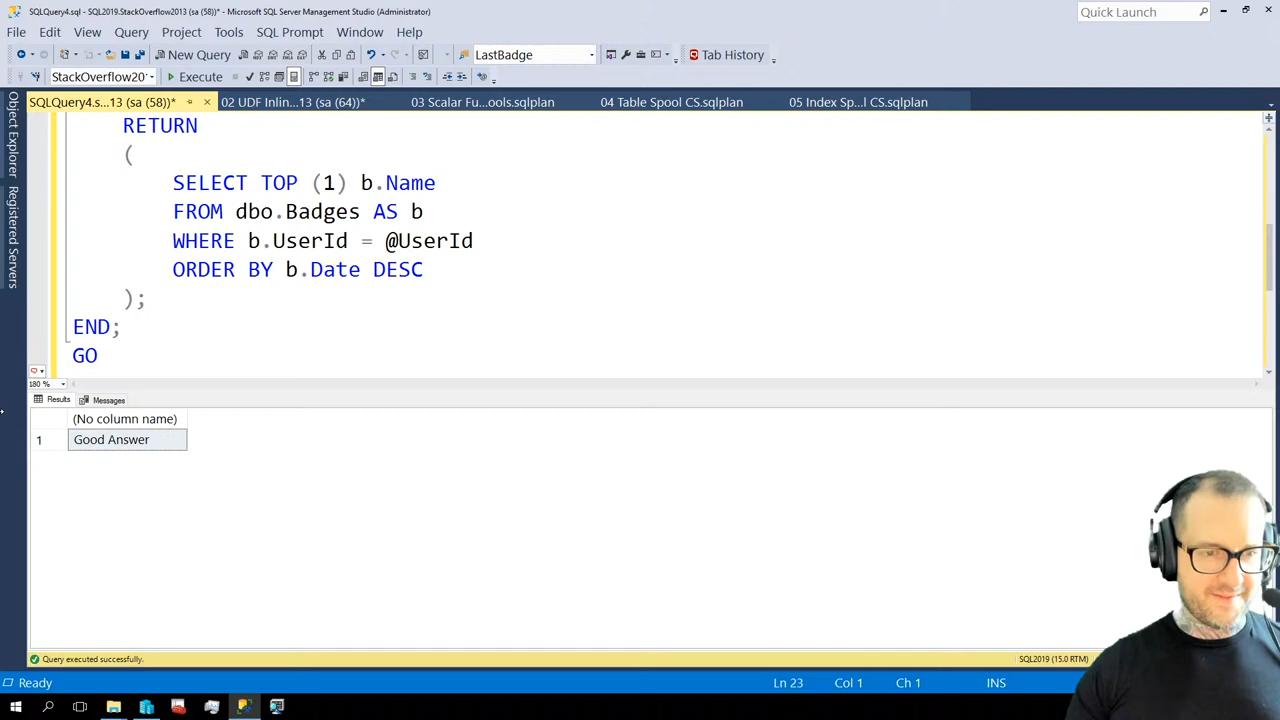 SQLQuery4.sql - SQL2019.StackOverflow2013 (sa (58))* - Microsoft SQL Server Management Studio (Administrator)
Quick Launch
File Edit View Query Project Tools SQL Prompt Window Help
New Query LastBadge Tab History
StackOverflow20 Execute
SQLQuery4.s...13 (sa (58))* 02 UDF Inlin...13 (sa (64))* 03 Scalar Fu...ools.sqlplan 04 Table Spool CS.sqlplan 05 Index Sp...l CS.sqlplan
Object Explorer
Registered Servers
RETURN
(
SELECT TOP (1) b.Name
FROM dbo.Badges AS b
WHERE b.UserId = @UserId
ORDER BY b.Date DESC
);
END;
GO
180 %
Results Messages
(No column name)
1 Good Answer
Query executed successfully. SQL2019 (15.0 RTM)
Ready Ln 23 Col 1 Ch 1 INS